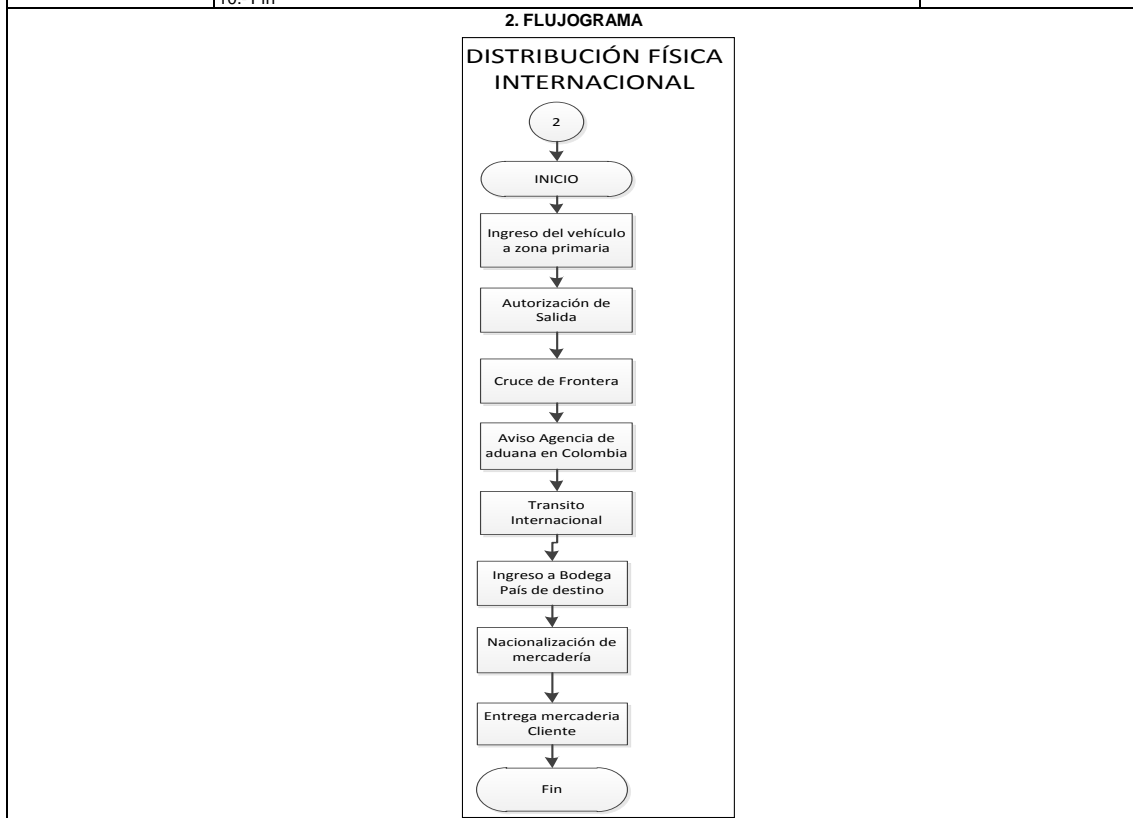 10. Fin
2. FLUJOGRAMA
DISTRIBUCIÓN FÍSICA
INTERNACIONAL
2
INICIO
Ingreso del vehículo
a zona primaria
Autorización de
Salida
Cruce de Frontera
Aviso Agencia de
aduana en Colombia
Transito
Internacional
Ingreso a Bodega
País de destino
Nacionalización de
mercadería
Entrega mercaderia
Cliente
Fin